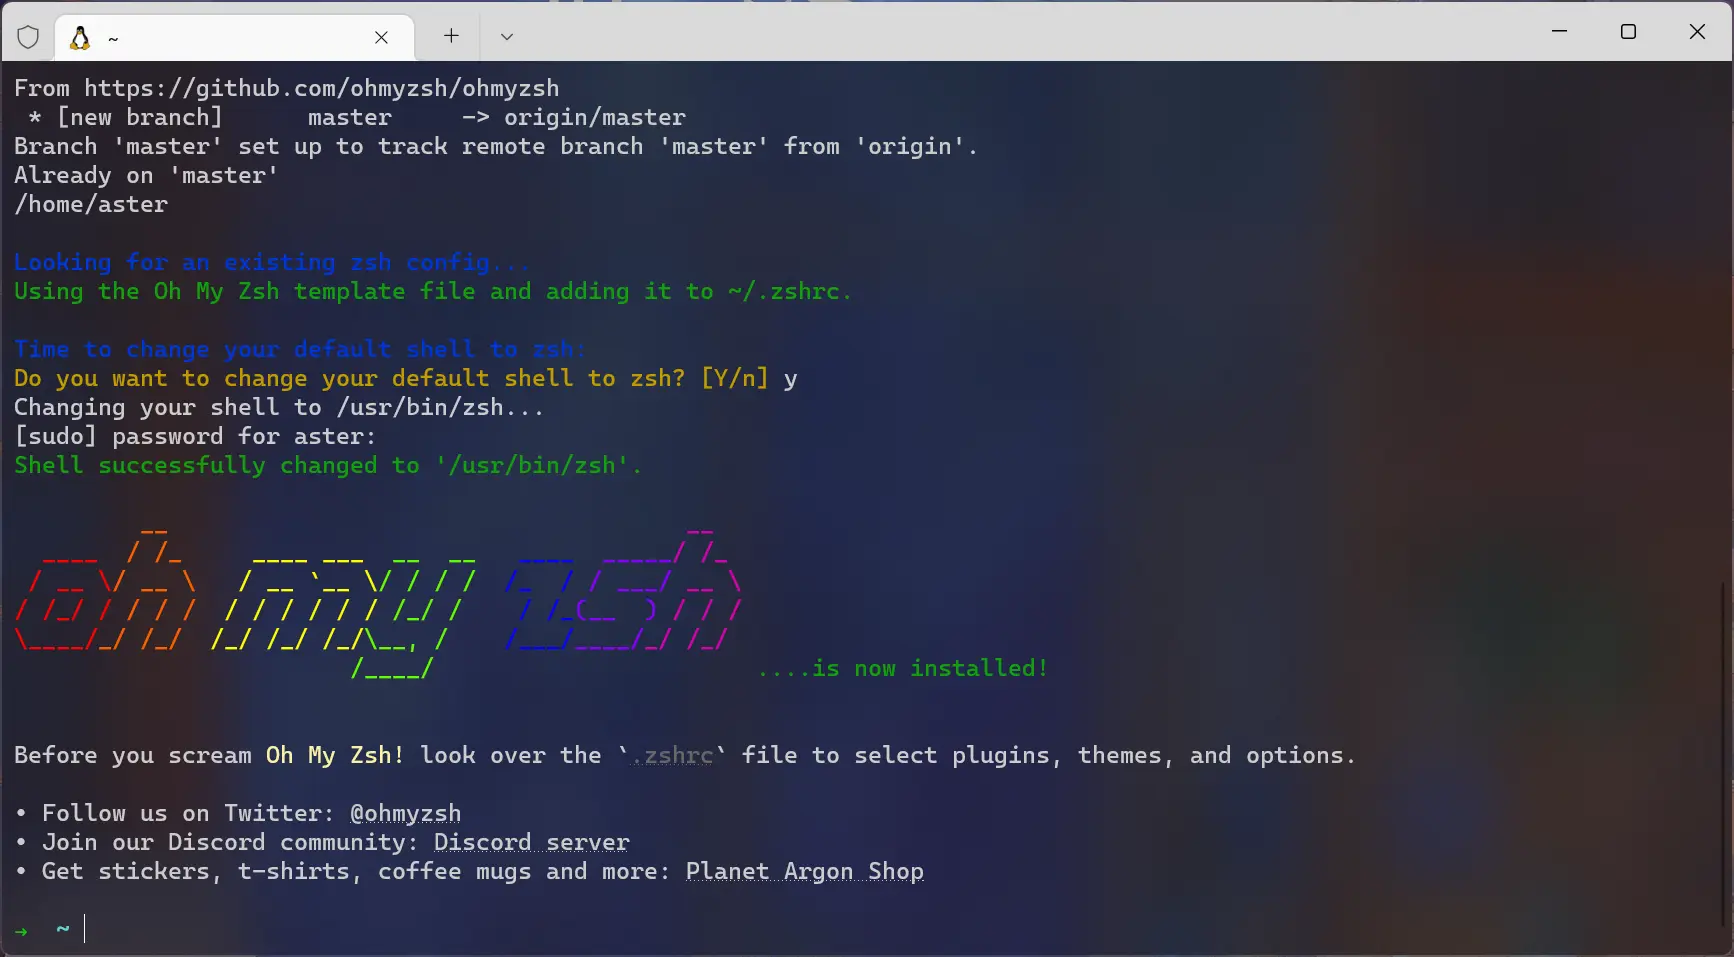 ~
From https://github.com/ohmyzsh/ohmyzsh
 * [new branch]      master     -> origin/master
Branch 'master' set up to track remote branch 'master' from 'origin'.
Already on 'master'
/home/aster
Looking for an existing zsh config...
Using the Oh My Zsh template file and adding it to ~/.zshrc.
Time to change your default shell to zsh:
Do you want to change your default shell to zsh? [Y/n] y
Changing your shell to /usr/bin/zsh...
[sudo] password for aster:
Shell successfully changed to '/usr/bin/zsh'.
oh my zsh
....is now installed!
Before you scream Oh My Zsh! look over the `.zshrc` file to select plugins, themes, and options.
• Follow us on Twitter: @ohmyzsh
• Join our Discord community: Discord server
• Get stickers, t-shirts, coffee mugs and more: Planet Argon Shop
➜  ~